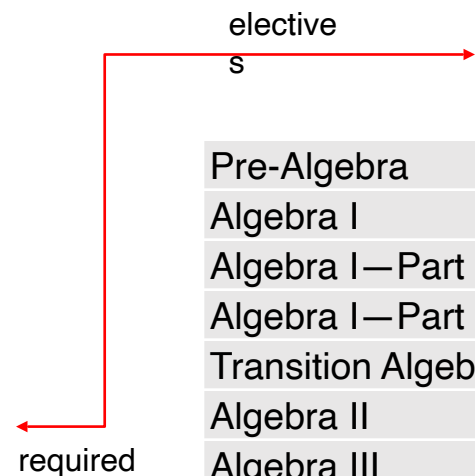 elective
s
Pre-Algebra
Algebra I
Algebra I—Part
Algebra I—Part
Transition Algeb
Algebra II
Algebra III
required